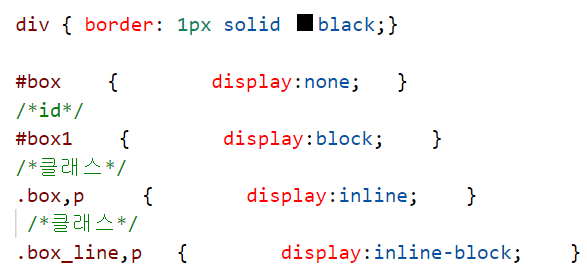 div { border: 1px solid black;}
#box    {        display:none;   }
/*id*/
#box1    {        display:block;    }
/*클래스*/
.box,p     {        display:inline;    }
/*클래스*/
.box_line,p   {        display:inline-block;    }